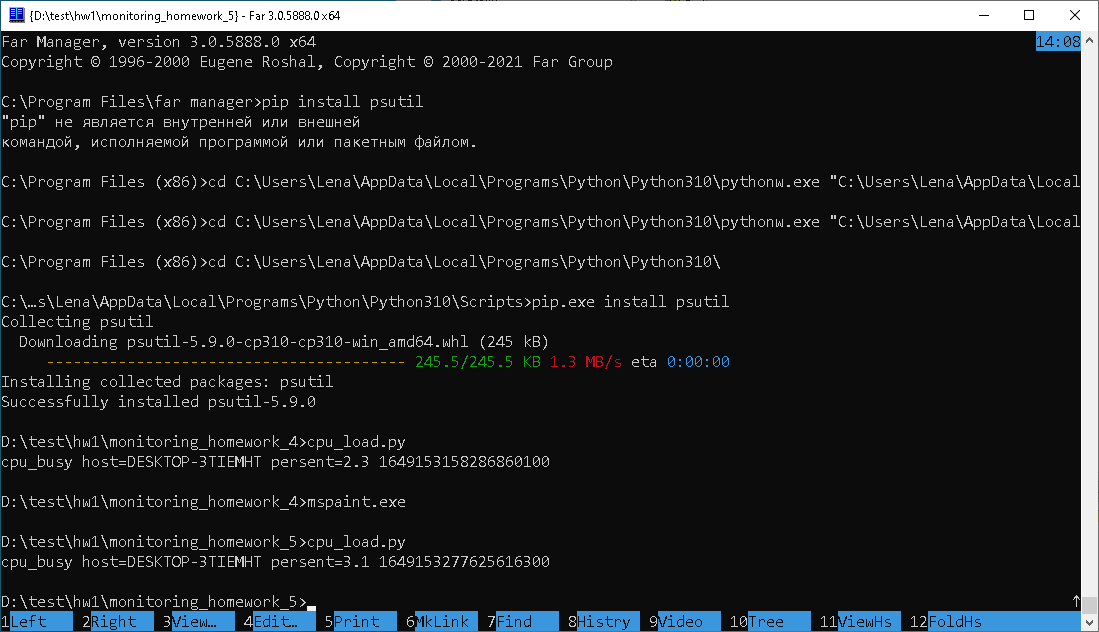 {D:\test\hw1\monitoring_homework_5} - Far 3.0.5888.0 x64
Far Manager, version 3.0.5888.0 x64
14:08
Copyright © 1996-2000 Eugene Roshal, Copyright © 2000-2021 Far Group
C:\Program Files\far manager>pip install psutil
"pip" не является внутренней или внешней
командой, исполняемой программой или пакетным файлом.
C:\Program Files (x86)>cd C:\Users\Lena\AppData\Local\Programs\Python\Python310\pythonw.exe "C:\Users\Lena\AppData\Local
C:\Program Files (x86)>cd C:\Users\Lena\AppData\Local\Programs\Python\Python310\pythonw.exe "C:\Users\Lena\AppData\Local
C:\Program Files (x86)>cd C:\Users\Lena\AppData\Local\Programs\Python\Python310\
C:\…s\Lena\AppData\Local\Programs\Python\Python310\Scripts>pip.exe install psutil
Collecting psutil
Downloading psutil-5.9.0-cp310-cp310-win_amd64.whl (245 kB)
---------------------------------------- 245.5/245.5 KB 1.3 MB/s eta 0:00:00
Installing collected packages: psutil
Successfully installed psutil-5.9.0
D:\test\hw1\monitoring_homework_4>cpu_load.py
cpu_busy host=DESKTOP-3TIEMHT persent=2.3 1649153158286860100
D:\test\hw1\monitoring_homework_4>mspaint.exe
D:\test\hw1\monitoring_homework_5>cpu_load.py
cpu_busy host=DESKTOP-3TIEMHT persent=3.1 1649153277625616300
D:\test\hw1\monitoring_homework_5>
1Left 2Right 3View… 4Edit… 5Print 6MkLink 7Find 8Histry 9Video 10Tree 11ViewHs 12FoldHs